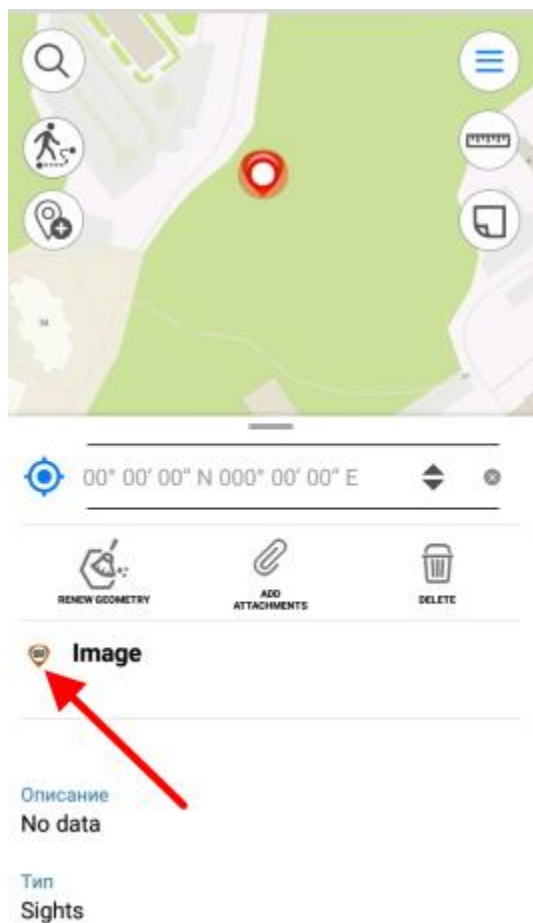 00° 00' 00" N 000° 00' 00" E
RENEW GEOMETRY
ADD
ATTACHMENTS
DELETE
Image
Описание
No data
Тип
Sights